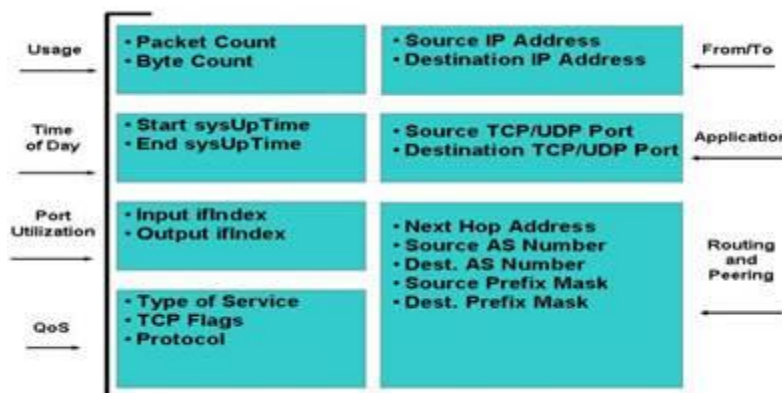 Usage
• Packet Count
• Byte Count
• Source IP Address
• Destination IP Address
From/To
Time
of Day
• Start sysUpTime
• End sysUpTime
• Source TCP/UDP Port
• Destination TCP/UDP Port
Application
Port
Utilization
• Input ifIndex
• Output ifIndex
• Next Hop Address
• Source AS Number
• Dest. AS Number
• Source Prefix Mask
• Dest. Prefix Mask
Routing
and
Peering
QoS
• Type of Service
• TCP Flags
• Protocol